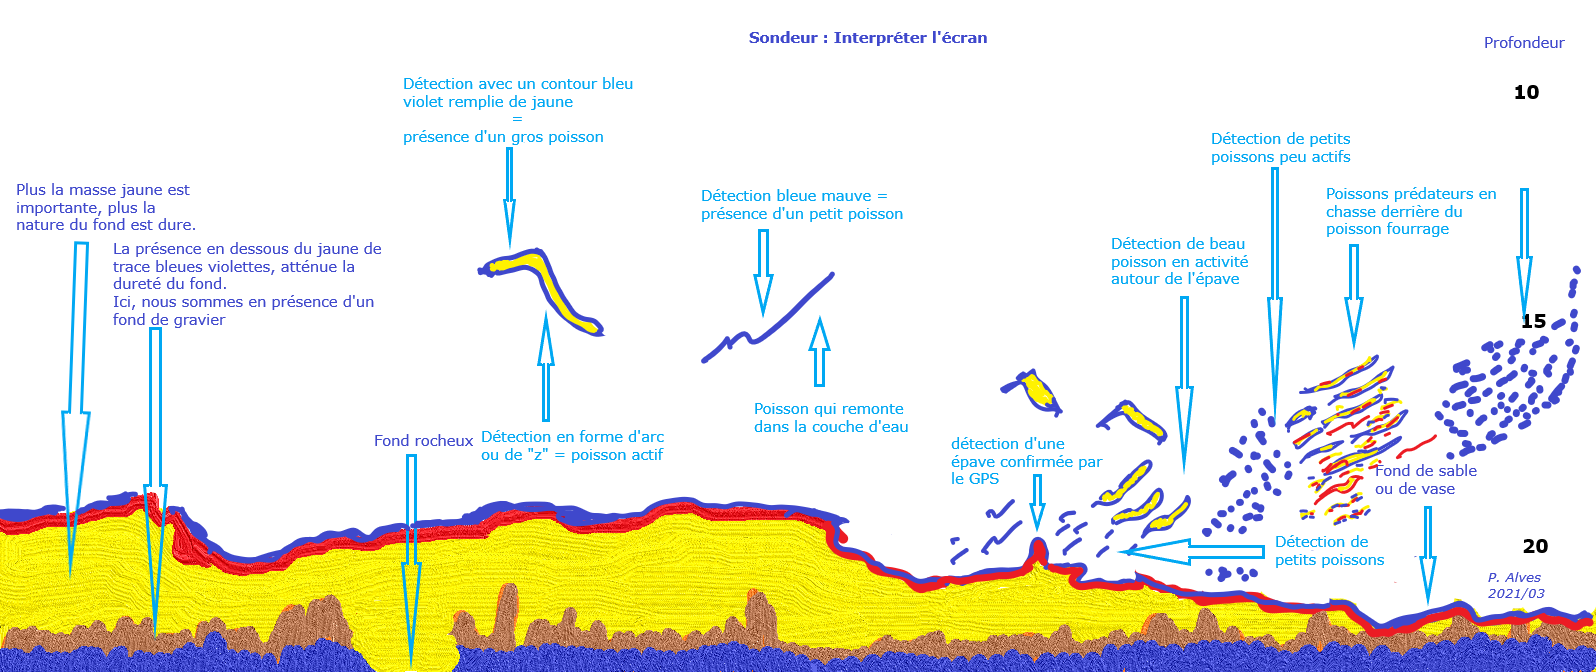 Sondeur : Interpréter l'écran
Profondeur
10
15
20
Détection avec un contour bleu
violet remplie de jaune
=
présence d'un gros poisson
Plus la masse jaune est
importante, plus la
nature du fond est dure.
La présence en dessous du jaune de
trace bleues violettes, atténue la
dureté du fond.
Ici, nous sommes en présence d'un
fond de gravier
Fond rocheux
Détection en forme d'arc
ou de "z" = poisson actif
Détection bleue mauve =
présence d'un petit poisson
Poisson qui remonte
dans la couche d'eau
détection d'une
épave confirmée par
le GPS
Détection de beau
poisson en activité
autour de l'épave
Détection de petits
poissons peu actifs
Poissons prédateurs en
chasse derrière du
poisson fourrage
Fond de sable
ou de vase
Détection de
petits poissons
P. Alves
2021/03